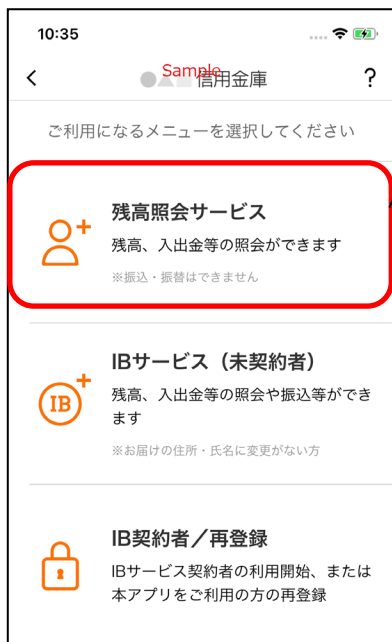 10:35
Sample
●▲■信用金庫
?
ご利用になるメニューを選択してください
残高照会サービス
残高、入出金等の照会ができます
※振込・振替はできません
IB
IBサービス（未契約者）
残高、入出金等の照会や振込等ができ
ます
※お届けの住所・氏名に変更がない方
IB契約者／再登録
IBサービス契約者の利用開始、または
本アプリをご利用の方の再登録